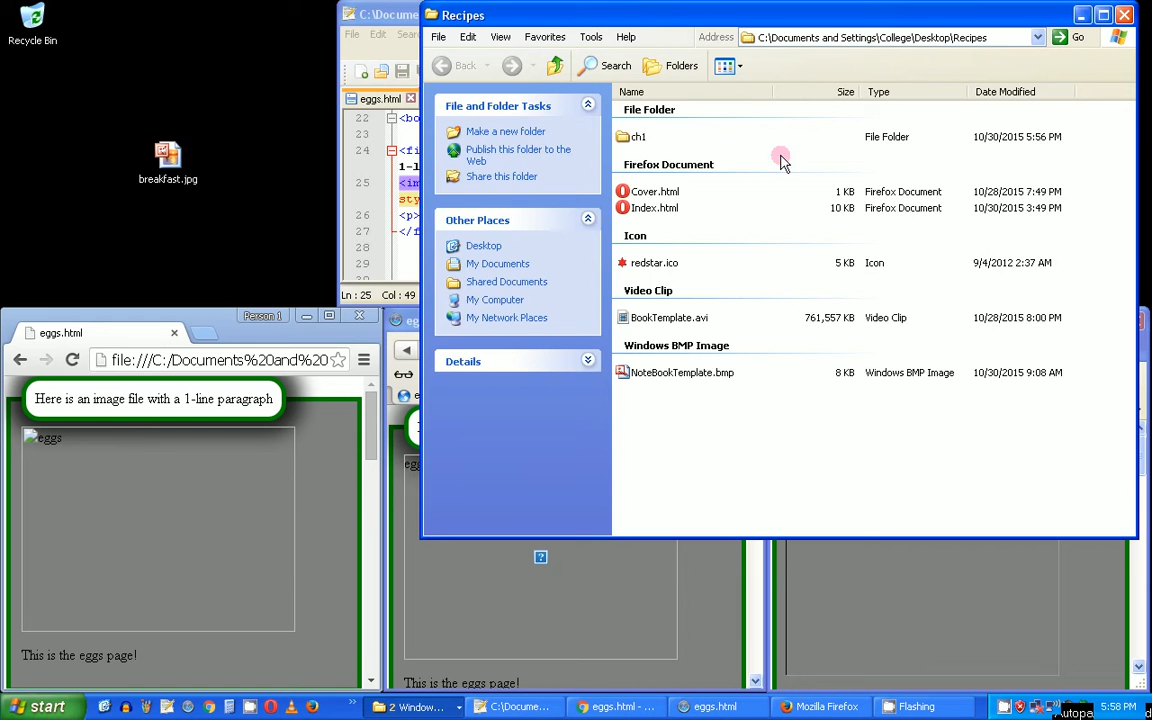 Recycle Bin
breakfast.jpg
C:\Docume
File Edit Sear
eggs.html
22 <bo
23
24 <fi
1-l
25 <im
sty
26 <p>
27 </f
28
29
Ln : 25 Col : 49
Recipes
File Edit View Favorites Tools Help
Address C:\Documents and Settings\College\Desktop\Recipes Go
Back Search Folders
File and Folder Tasks
Make a new folder
Publish this folder to the
Web
Share this folder
Other Places
Desktop
My Documents
Shared Documents
My Computer
My Network Places
Details
Name Size Type Date Modified
File Folder
ch1 File Folder 10/30/2015 5:56 PM
Firefox Document
Cover.html 1 KB Firefox Document 10/28/2015 7:49 PM
Index.html 10 KB Firefox Document 10/30/2015 3:49 PM
Icon
redstar.ico 5 KB Icon 9/4/2012 2:37 AM
Video Clip
BookTemplate.avi 761,557 KB Video Clip 10/28/2015 8:00 PM
Windows BMP Image
NoteBookTemplate.bmp 8 KB Windows BMP Image 10/30/2015 9:08 AM
Person 1
eggs.html
file:///C:/Documents%20and%20
Here is an image file with a 1-line paragraph
eggs
This is the eggs page!
eg
This is the eggs page!
start
2 Window...
C:\Docume...
eggs.html - ...
eggs.html
Mozilla Firefox
Flashing
5:58 PM
Autopa